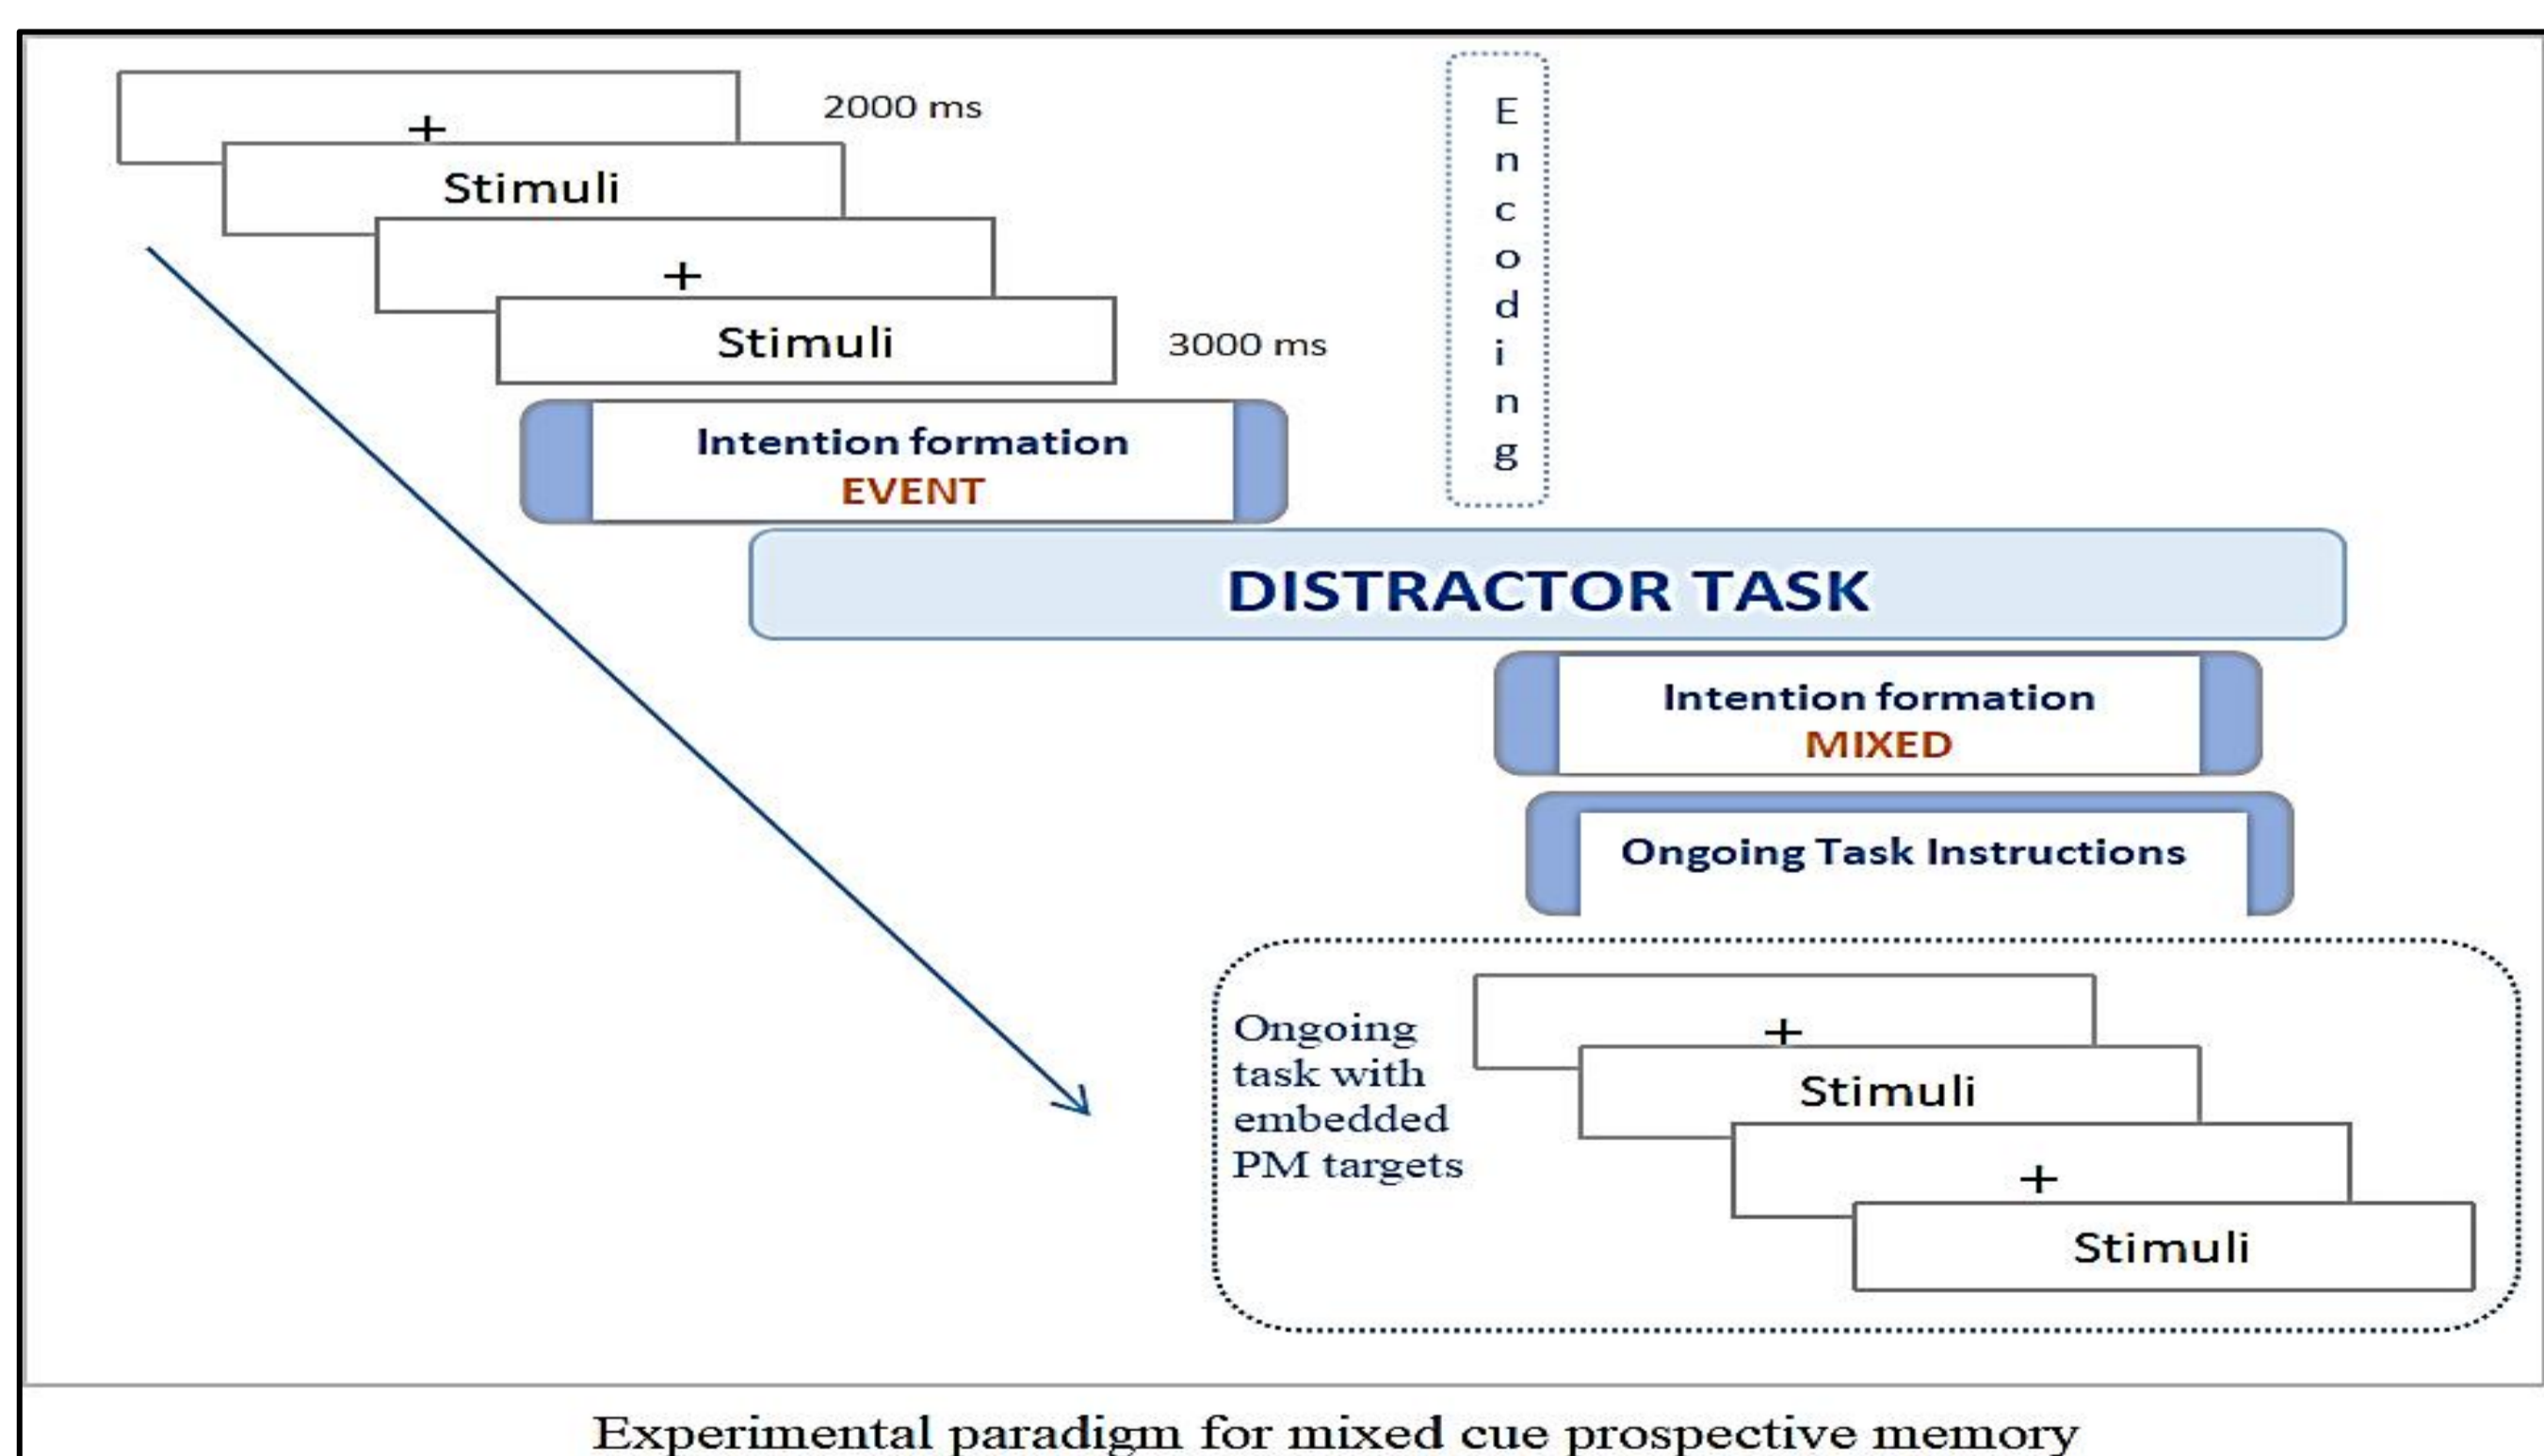 +
2000 ms
Stimuli
+
Stimuli
3000 ms
Encoding
Intention formation
EVENT
DISTRACTOR TASK
Intention formation
MIXED
Ongoing Task Instructions
Ongoing
task with
embedded
PM targets
+
Stimuli
+
Stimuli
Experimental paradigm for mixed cue prospective memory